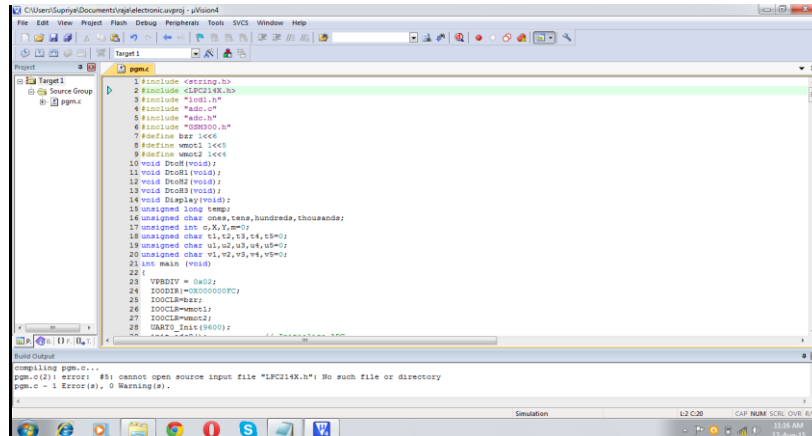 C:\Users\Supriya\Documents\raja\electronic.uvproj - µVision4
File Edit View Project Flash Debug Peripherals Tools SVCS Window Help
Target 1
Project
pgm.c
Target 1
Source Group
pgm.c
1 #include <string.h>
2 #include <LPC214X.h>
3 #include "lcd1.h"
4 #include "adc.c"
5 #include "adc.h"
6 #include "GSM300.h"
7 #define bzr 1<<6
8 #define wmot1 1<<5
9 #define wmot2 1<<4
10 void DtoH(void);
11 void DtoH1(void);
12 void DtoH2(void);
13 void DtoH3(void);
14 void Display(void);
15 unsigned long temp;
16 unsigned char ones,tens,hundreds,thousands;
17 unsigned int c,X,Y,m=0;
18 unsigned char t1,t2,t3,t4,t5=0;
19 unsigned char u1,u2,u3,u4,u5=0;
20 unsigned char v1,v2,v3,v4,v5=0;
21 int main (void)
22 {
23 VPBDIV = 0x02;
24 IO0DIR|=0X000000FC;
25 IO0CLR=bzr;
26 IO0CLR=wmot1;
27 IO0CLR=wmot2;
28 UART0_Init(9600);
Build Output
compiling pgm.c...
pgm.c(2): error: #5: cannot open source input file "LPC214X.h": No such file or directory
pgm.c - 1 Error(s), 0 Warning(s).
Simulation
L:2 C:20
CAP NUM SCRL OVR R/
11:06 AM